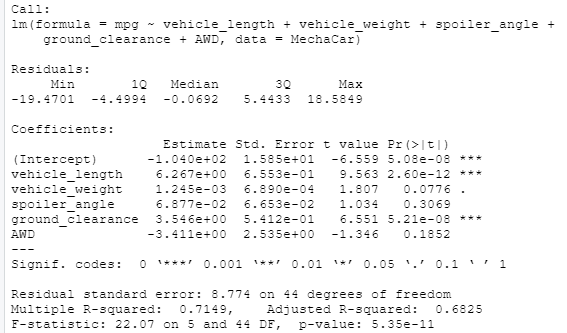 Call:
lm(formula = mpg ~ vehicle_length + vehicle_weight + spoiler_angle +
    ground_clearance + AWD, data = MechaCar)

Residuals:
     Min       1Q   Median       3Q      Max
-19.4701  -4.4994  -0.0692   5.4433  18.5849

Coefficients:
                   Estimate Std. Error t value Pr(>|t|)
(Intercept)      -1.040e+02  1.585e+01  -6.559 5.08e-08 ***
vehicle_length    6.267e+00  6.553e-01   9.563 2.60e-12 ***
vehicle_weight    1.245e-03  6.890e-04   1.807   0.0776 .
spoiler_angle     6.877e-02  6.653e-02   1.034   0.3069
ground_clearance  3.546e+00  5.412e-01   6.551 5.21e-08 ***
AWD              -3.411e+00  2.535e+00  -1.346   0.1852
---
Signif. codes:  0 ‘***’ 0.001 ‘**’ 0.01 ‘*’ 0.05 ‘.’ 0.1 ‘ ’ 1

Residual standard error: 8.774 on 44 degrees of freedom
Multiple R-squared:  0.7149,	Adjusted R-squared:  0.6825
F-statistic: 22.07 on 5 and 44 DF,  p-value: 5.35e-11